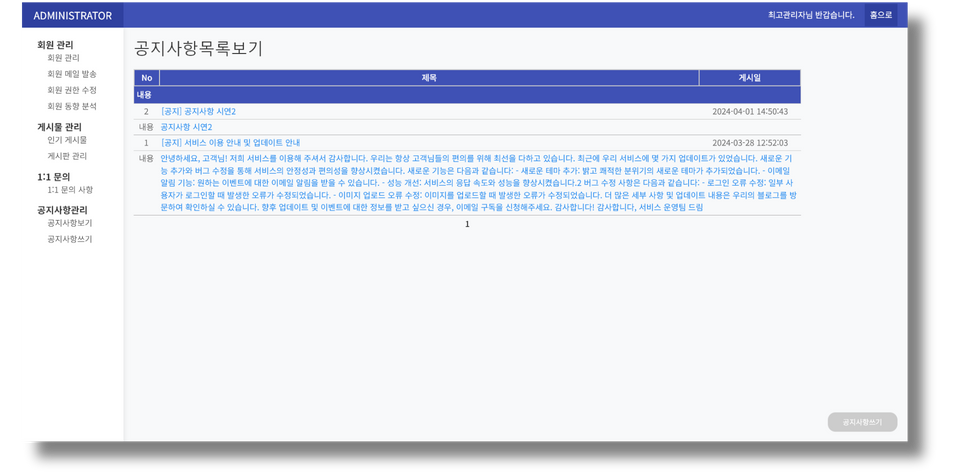 ADMINISTRATOR
최고관리자님 반갑습니다. 홈으로
회원 관리
회원 관리
회원 메일 발송
회원 권한 수정
회원 동향 분석
게시물 관리
인기 게시물
게시판 관리
1:1 문의
1:1 문의 사항
공지사항관리
공지사항보기
공지사항쓰기
공지사항목록보기
No 제목 게시일
내용
2 [공지] 공지사항 시연2 2024-04-01 14:50:43
내용 공지사항 시연2
1 [공지] 서비스 이용 안내 및 업데이트 안내 2024-03-28 12:52:03
내용 안녕하세요, 고객님! 저희 서비스를 이용해 주셔서 감사합니다. 우리는 항상 고객님들의 편의를 위해 최선을 다하고 있습니다. 최근에 우리 서비스에 몇 가지 업데이트가 있었습니다. 새로운 기
능 추가와 버그 수정을 통해 서비스의 안정성과 편의성을 향상시켰습니다. 새로운 기능은 다음과 같습니다: - 새로운 테마 추가: 밝고 쾌적한 분위기의 새로운 테마가 추가되었습니다. - 이메일
알림 기능: 원하는 이벤트에 대한 이메일 알림을 받을 수 있습니다. - 성능 개선: 서비스의 응답 속도와 성능을 향상시켰습니다.2 버그 수정 사항은 다음과 같습니다: - 로그인 오류 수정: 일부 사
용자가 로그인할 때 발생한 오류가 수정되었습니다. - 이미지 업로드 오류 수정: 이미지를 업로드할 때 발생한 오류가 수정되었습니다. 더 많은 세부 사항 및 업데이트 내용은 우리의 블로그를 방
문하여 확인하실 수 있습니다. 향후 업데이트 및 이벤트에 대한 정보를 받고 싶으신 경우, 이메일 구독을 신청해주세요. 감사합니다! 감사합니다, 서비스 운영팀 드림
1
공지사항쓰기